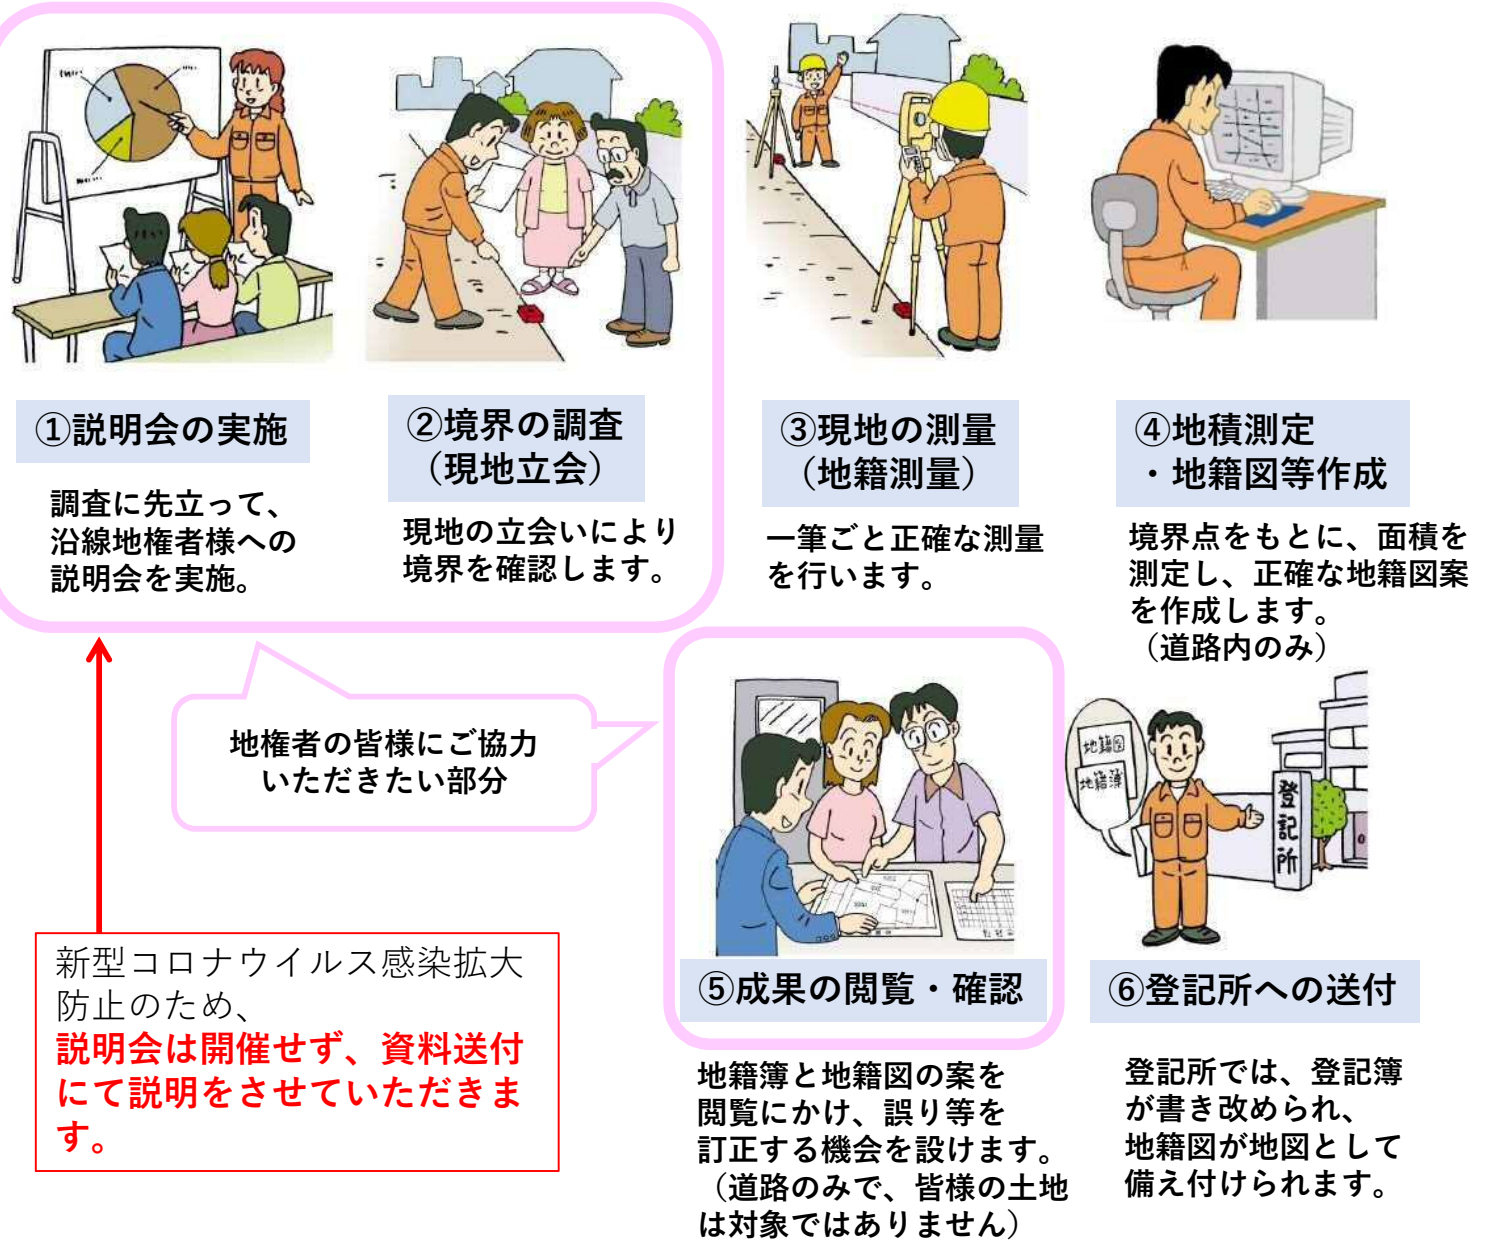 ①説明会の実施
調査に先立って、
沿線地権者様への
説明会を実施。
②境界の調査
（現地立会）
現地の立会いにより
境界を確認します。
③現地の測量
（地籍測量）
一筆ごと正確な測量
を行います。
④地積測定
・地籍図等作成
境界点をもとに、面積を
測定し、正確な地籍図案
を作成します。
（道路内のみ）
地権者の皆様にご協力
いただきたい部分
新型コロナウイルス感染拡大
防止のため、
説明会は開催せず、資料送付
にて説明をさせていただきま
す。
⑤成果の閲覧・確認
地籍簿と地籍図の案を
閲覧にかけ、誤り等を
訂正する機会を設けます。
（道路のみで、皆様の土地
は対象ではありません）
地籍図
地籍簿
登記所
⑥登記所への送付
登記所では、登記簿
が書き改められ、
地籍図が地図として
備え付けられます。